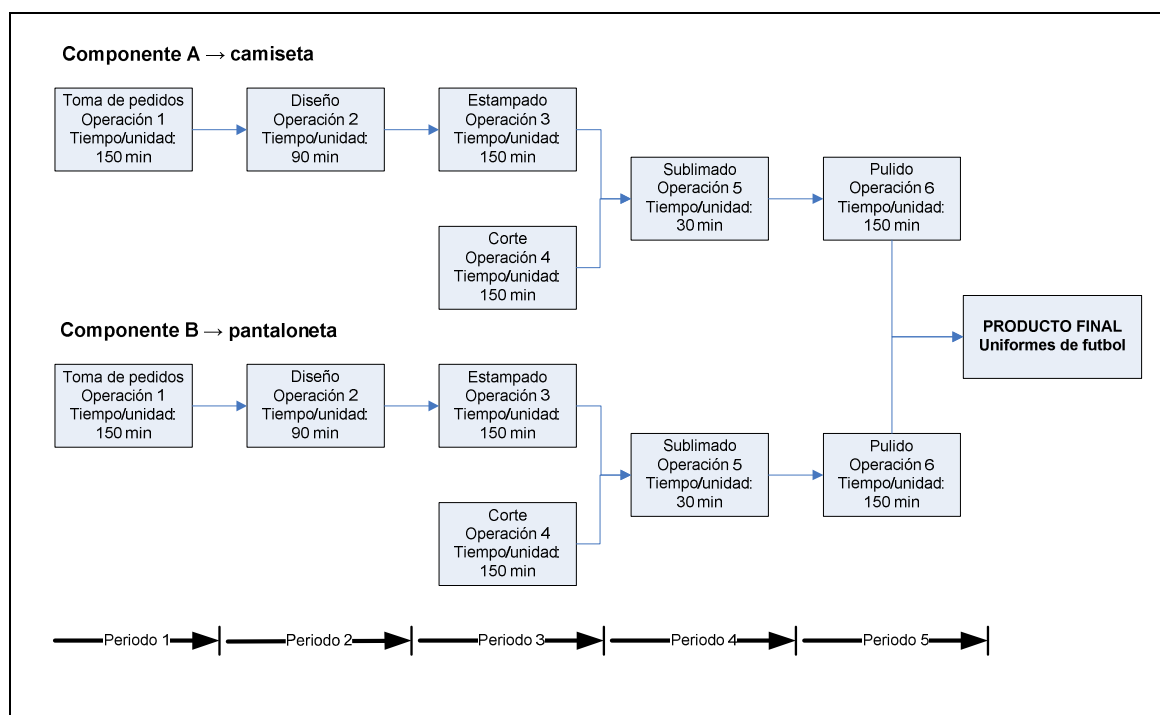 Componente A → camiseta
Toma de pedidos
Operación 1
Tiempo/unidad:
150 min
Diseño
Operación 2
Tiempo/unidad:
90 min
Estampado
Operación 3
Tiempo/unidad:
150 min
Corte
Operación 4
Tiempo/unidad:
150 min
Sublimado
Operación 5
Tiempo/unidad:
30 min
Pulido
Operación 6
Tiempo/unidad:
150 min
Componente B → pantaloneta
Toma de pedidos
Operación 1
Tiempo/unidad:
150 min
Diseño
Operación 2
Tiempo/unidad:
90 min
Estampado
Operación 3
Tiempo/unidad:
150 min
Corte
Operación 4
Tiempo/unidad:
150 min
Sublimado
Operación 5
Tiempo/unidad:
30 min
Pulido
Operación 6
Tiempo/unidad:
150 min
PRODUCTO FINAL
Uniformes de futbol
Periodo 1
Periodo 2
Periodo 3
Periodo 4
Periodo 5